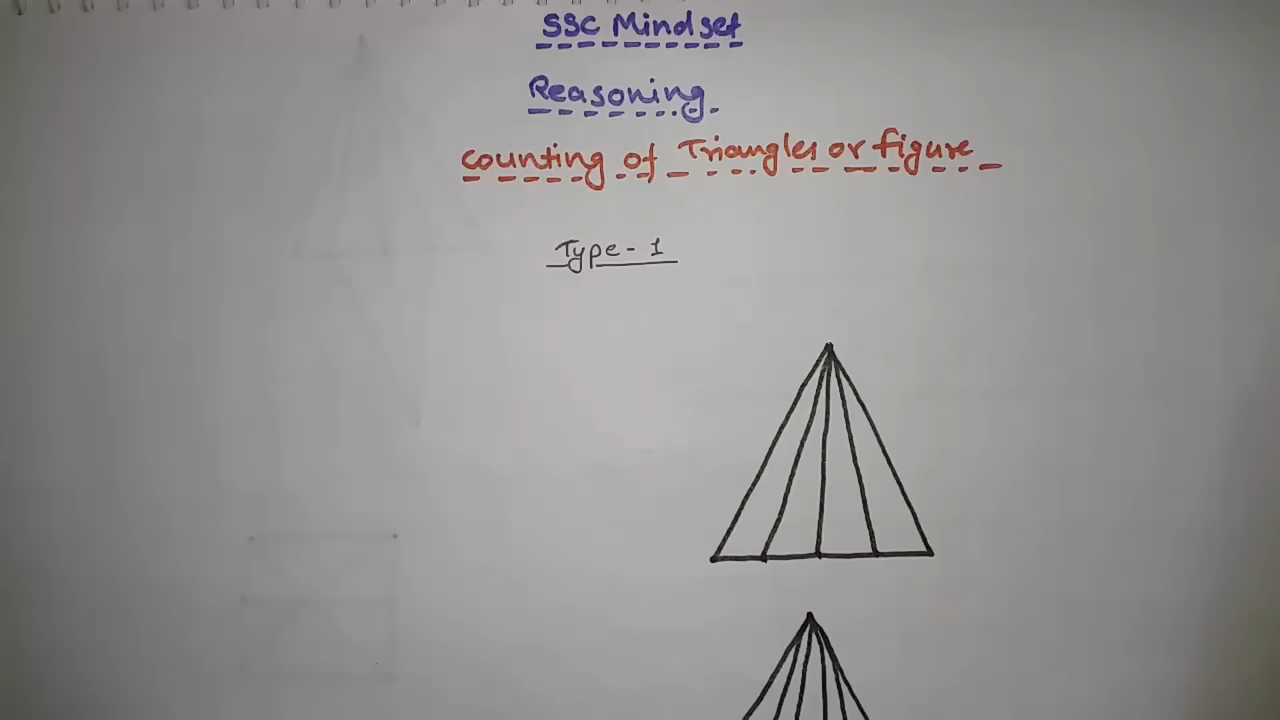 SSC Mindset
Reasoning
counting of Triangles or figure
Type - 1